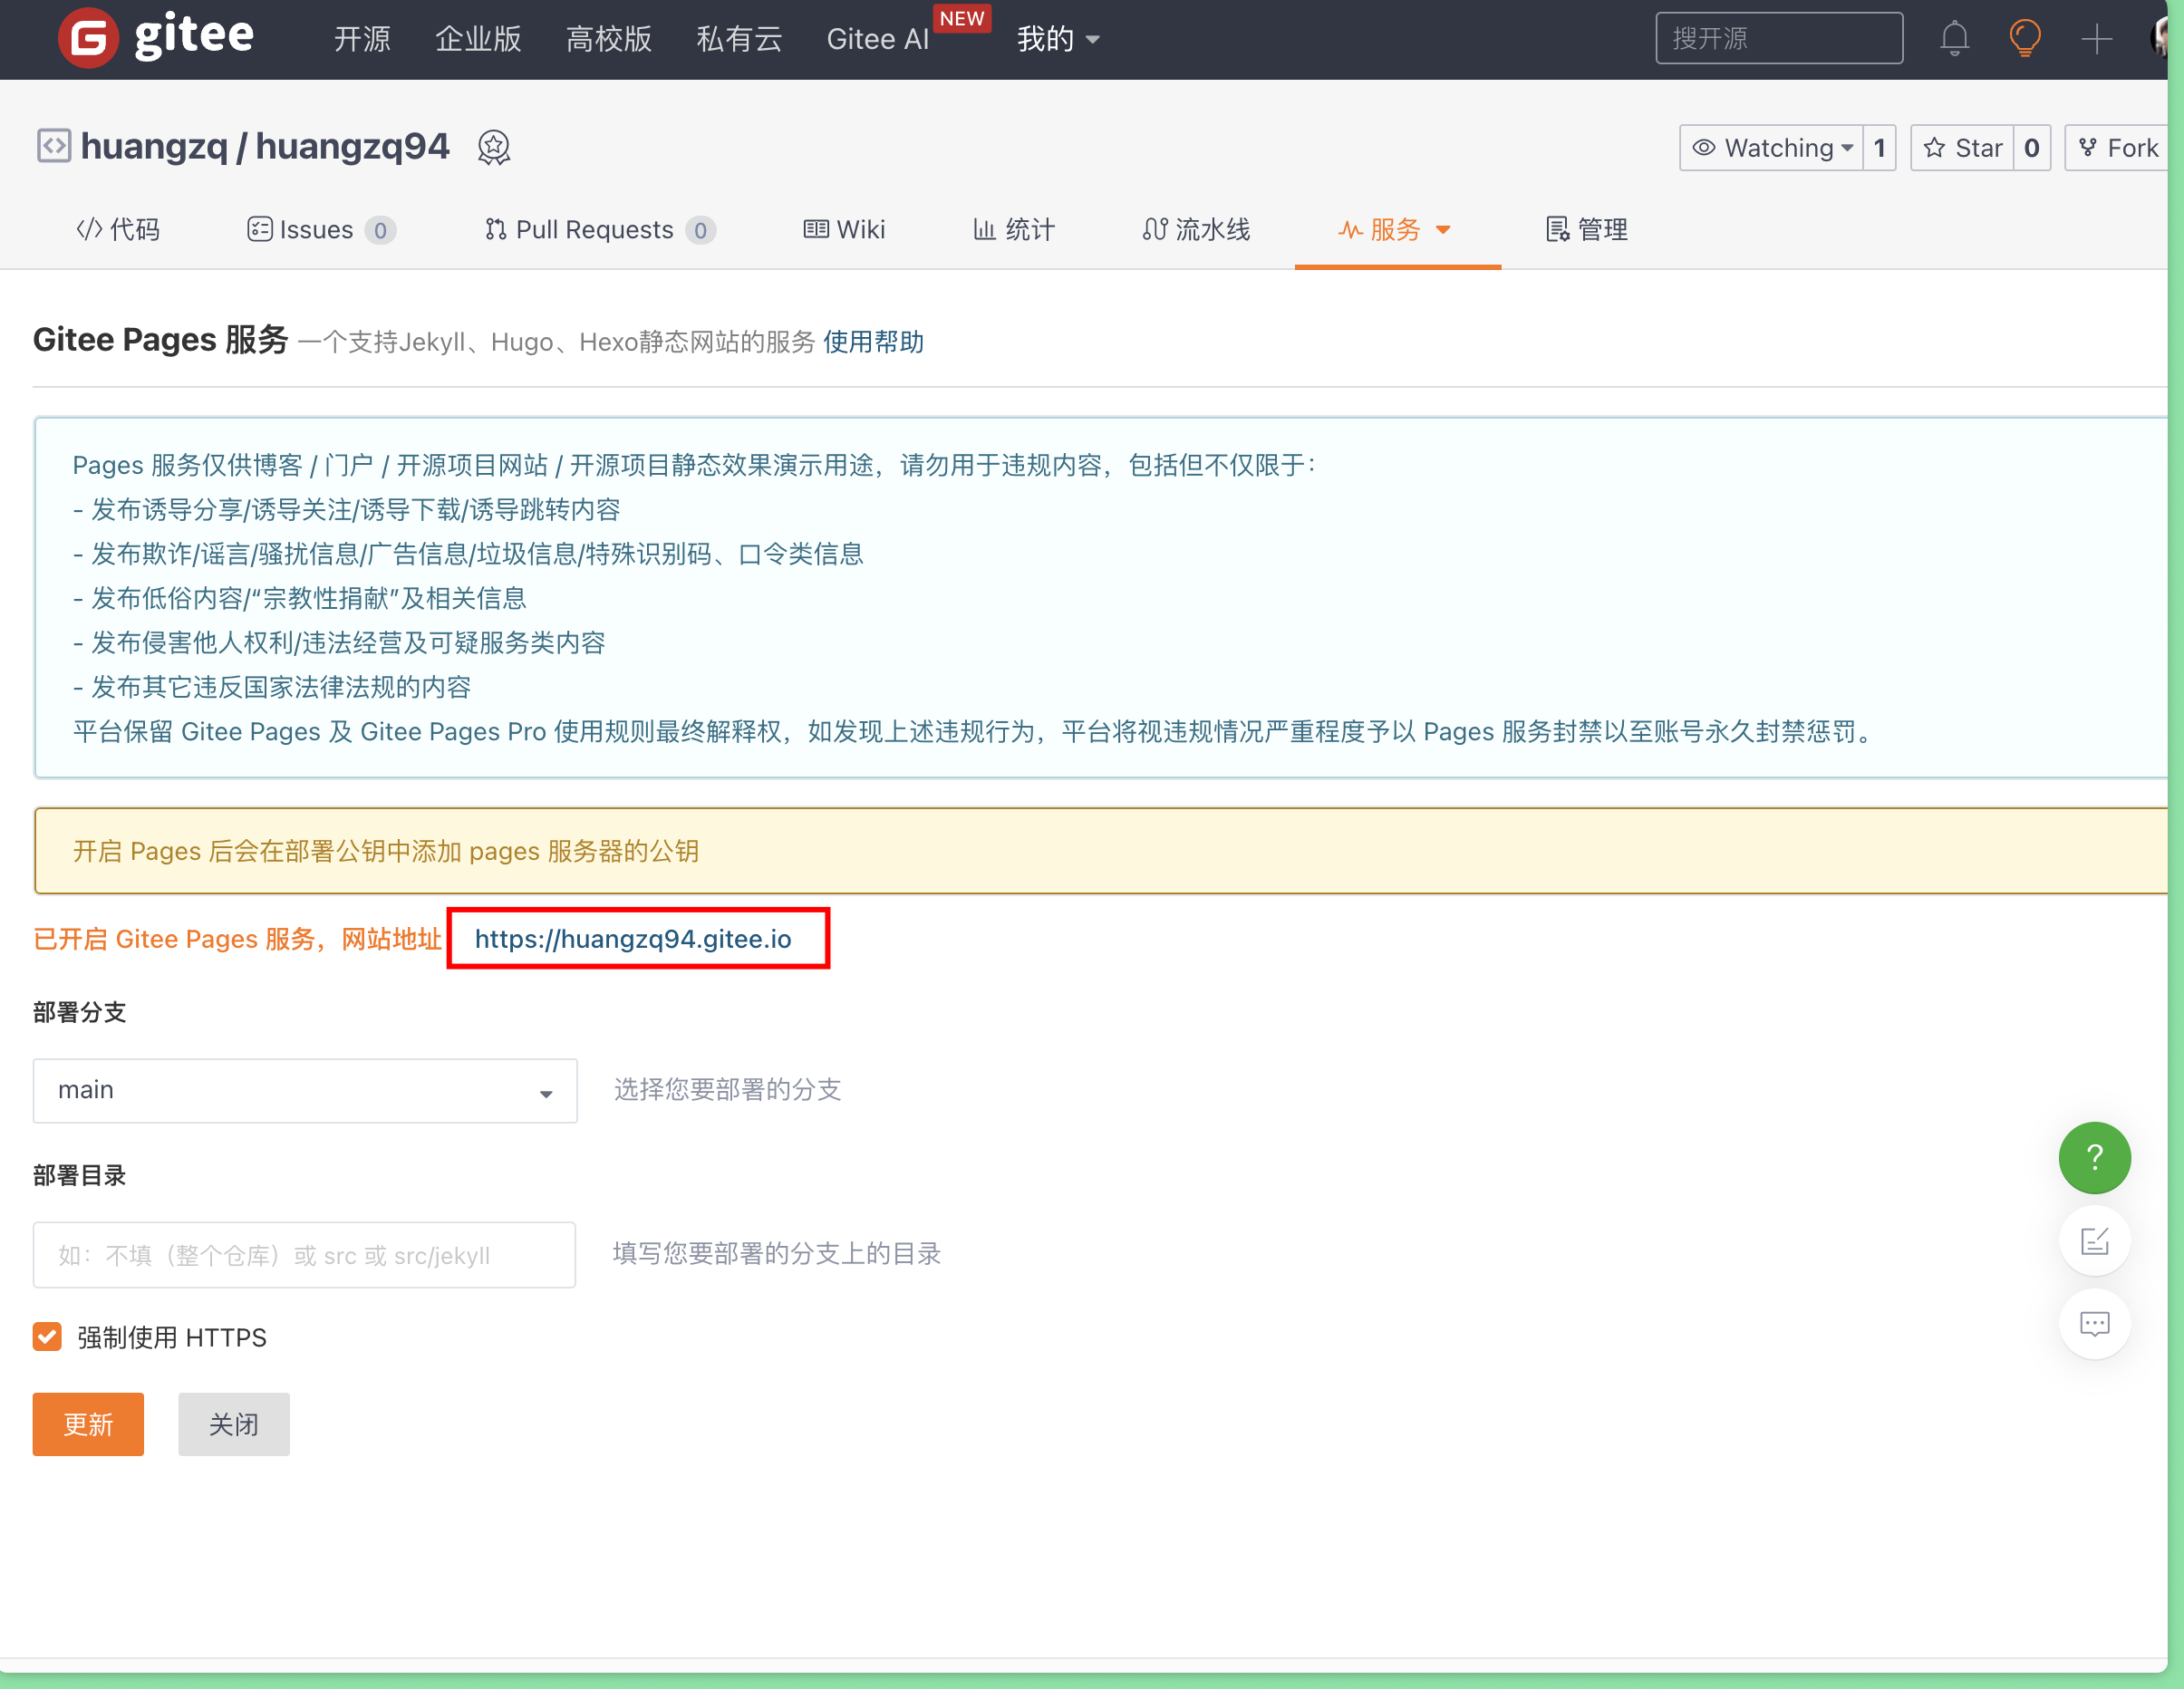 gitee 开源 企业版 高校版 私有云 Gitee AI NEW 我的 搜开源
huangzq / huangzq94 Watching 1 Star 0 Fork
代码 Issues 0 Pull Requests 0 Wiki 统计 流水线 服务 管理
Gitee Pages 服务 一个支持Jekyll、Hugo、Hexo静态网站的服务 使用帮助
Pages 服务仅供博客 / 门户 / 开源项目网站 / 开源项目静态效果演示用途，请勿用于违规内容，包括但不仅限于：
- 发布诱导分享/诱导关注/诱导下载/诱导跳转内容
- 发布欺诈/谣言/骚扰信息/广告信息/垃圾信息/特殊识别码、口令类信息
- 发布低俗内容/“宗教性捐献”及相关信息
- 发布侵害他人权利/违法经营及可疑服务类内容
- 发布其它违反国家法律法规的内容
平台保留 Gitee Pages 及 Gitee Pages Pro 使用规则最终解释权，如发现上述违规行为，平台将视违规情况严重程度予以 Pages 服务封禁以至账号永久封禁惩罚。
开启 Pages 后会在部署公钥中添加 pages 服务器的公钥
已开启 Gitee Pages 服务，网站地址 https://huangzq94.gitee.io
部署分支
main 选择您要部署的分支
部署目录
如：不填（整个仓库）或 src 或 src/jekyll 填写您要部署的分支上的目录
强制使用 HTTPS
更新 关闭
?